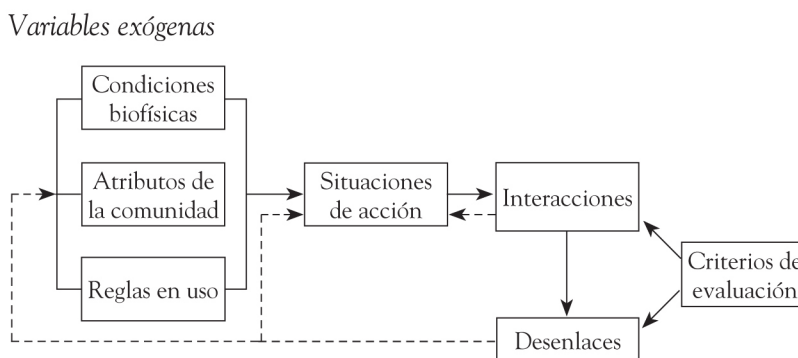 Variables exógenas
Condiciones
biofísicas
Atributos de
la comunidad
Reglas en uso
Situaciones
de acción
Interacciones
Desenlaces
Criterios de
evaluación